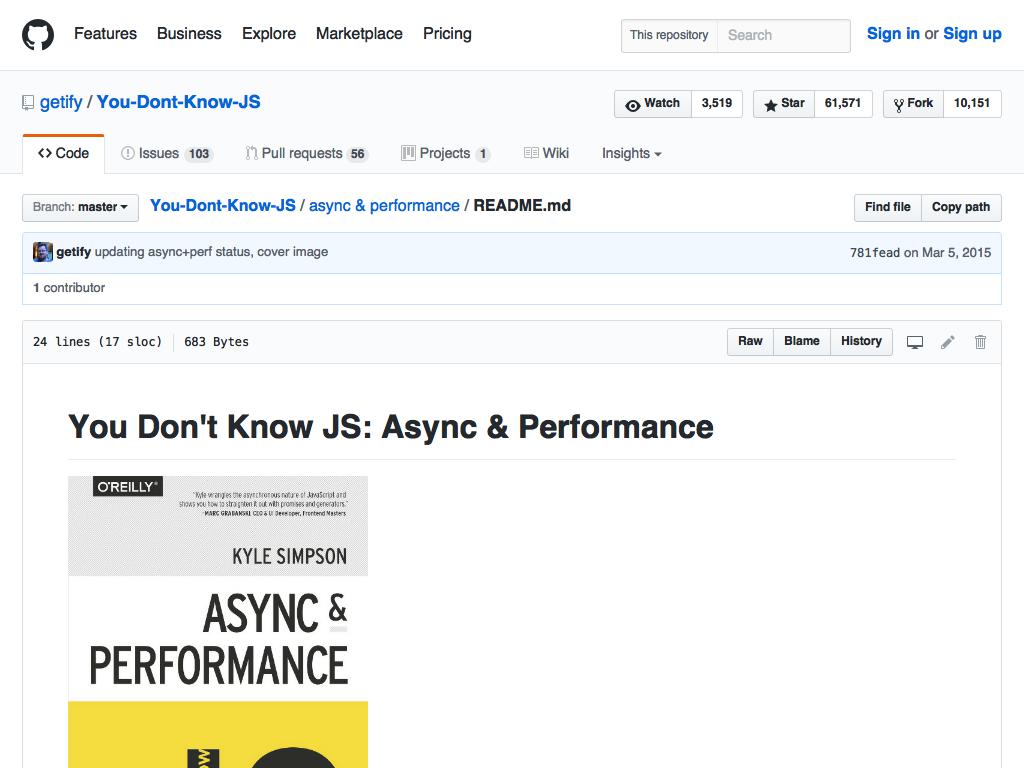 Features Business Explore Marketplace Pricing This repository Search Sign in or Sign up
getify / You-Dont-Know-JS Watch 3,519 Star 61,571 Fork 10,151
Code Issues 103 Pull requests 56 Projects 1 Wiki Insights
Branch: master You-Dont-Know-JS / async & performance / README.md Find file Copy path
getify updating async+perf status, cover image 781fead on Mar 5, 2015
1 contributor
24 lines (17 sloc) 683 Bytes Raw Blame History
You Don't Know JS: Async & Performance
O'REILLY®
"Kyle wrangles the asynchronous nature of JavaScript and
shows you how to straighten it out with promises and generators."
-MARC GRABANSKI, CEO & UI Developer, Frontend Masters
KYLE SIMPSON
ASYNC &
PERFORMANCE